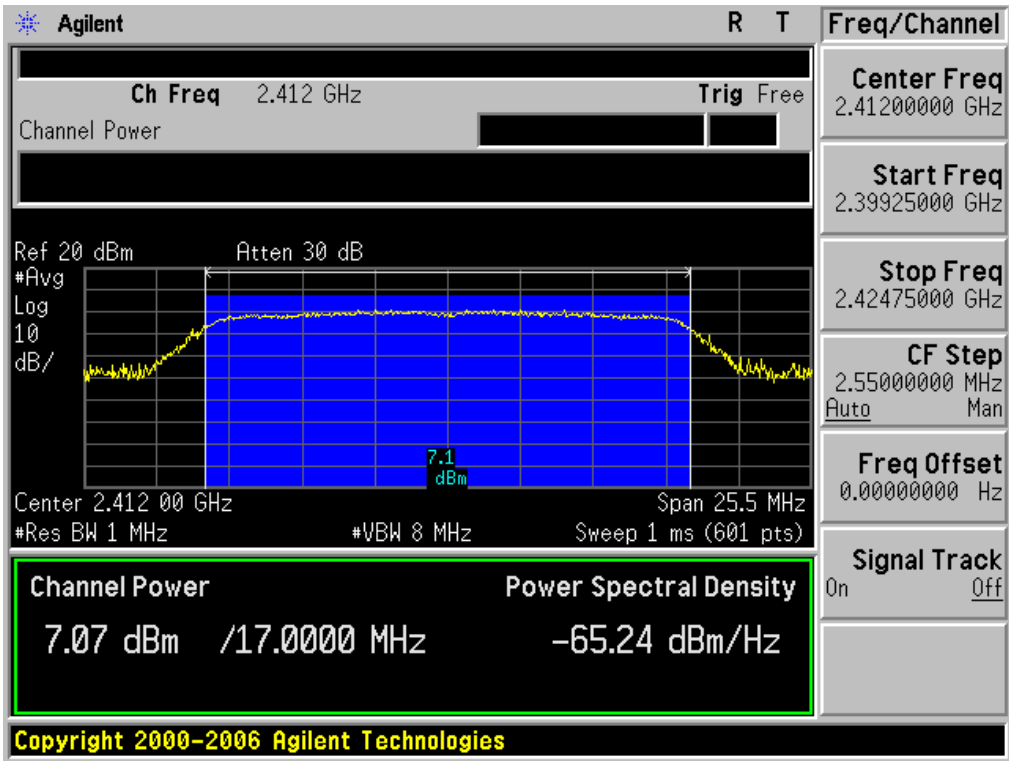 Agilent R T
Freq/Channel
Ch Freq 2.412 GHz Trig Free
Channel Power
Center Freq
2.41200000 GHz
Start Freq
2.39925000 GHz
Stop Freq
2.42475000 GHz
CF Step
2.55000000 MHz
Auto Man
Freq Offset
0.00000000 Hz
Signal Track
On Off
Ref 20 dBm Atten 30 dB
#Avg
Log
10
dB/
7.1
dBm
Center 2.412 00 GHz Span 25.5 MHz
#Res BW 1 MHz #VBW 8 MHz Sweep 1 ms (601 pts)
Channel Power Power Spectral Density
7.07 dBm /17.0000 MHz -65.24 dBm/Hz
Copyright 2000-2006 Agilent Technologies